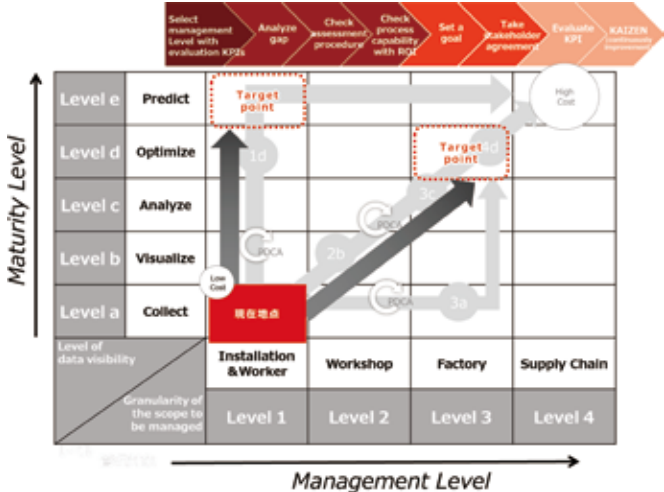 Select
management
Level with
evaluation KP2s
Analyze
gap
Check
assessment
procedure
Check
process
capability
with ROI
Set a
goal
Take
stakeholder
agreement
Evaluate
KPI
KAIZEN
(continuously
improvement)
Maturity Level
Level e
Predict
Target
point
High
Cost
Level d
Optimize
1d
Target
point
4d
Level c
Analyze
3c
Level b
Visualize
PDCA
2b
Low
Cost
Level a
Collect
現在地点
PDCA
3a
Level of
data visibility
Installation
&Worker
Workshop
Factory
Supply Chain
Granularity of
the scope to
be managed
Level 1
Level 2
Level 3
Level 4
Management Level